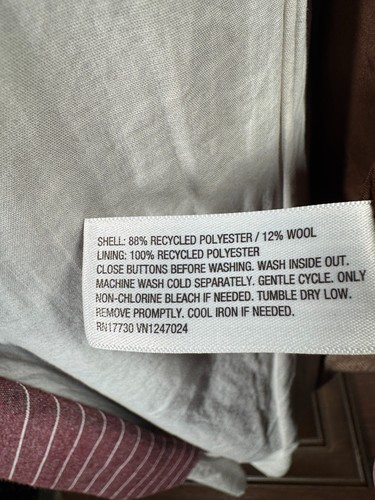 SHELL: 88% RECYCLED POLYESTER / 12% WOOL
LINING: 100% RECYCLED POLYESTER
CLOSE BUTTONS BEFORE WASHING. WASH INSIDE OUT.
MACHINE WASH COLD SEPARATELY. GENTLE CYCLE. ONLY
NON-CHLORINE BLEACH IF NEEDED. TUMBLE DRY LOW.
REMOVE PROMPTLY. COOL IRON IF NEEDED.
RN17730 VN1247024